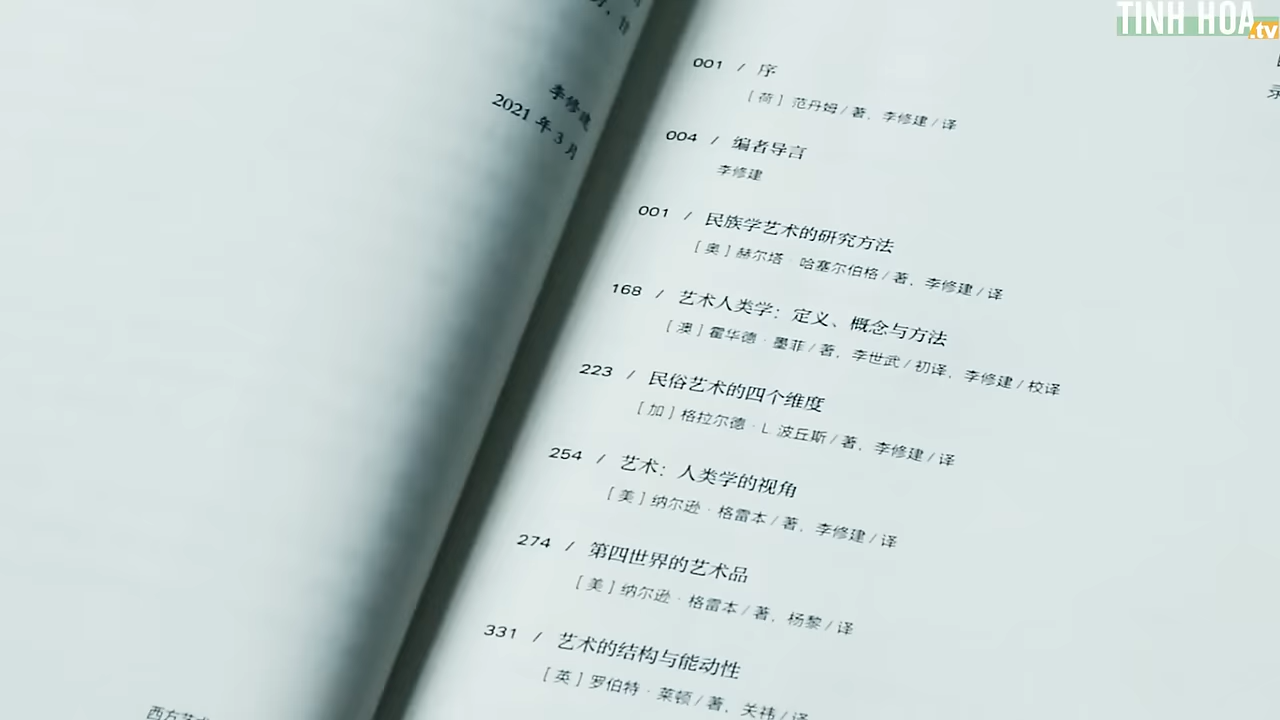 TINH HOA.tv
李修建
2021 年 3 月
西方艺术
001 / 序
［荷］范丹姆/著，李修建/译
004 / 编者导言
李修建
001 / 民族学艺术的研究方法
［奥］赫尔塔·哈塞尔伯格/著，李修建/译
168 / 艺术人类学：定义、概念与方法
［澳］霍华德·墨菲/著，李世武/初译，李修建/校译
223 / 民俗艺术的四个维度
［加］格拉尔德·L.波丘斯/著，李修建/译
254 / 艺术：人类学的视角
［美］纳尔逊·格雷本/著，李修建/译
274 / 第四世界的艺术品
［美］纳尔逊·格雷本/著，杨黎/译
331 / 艺术的结构与能动性
［英］罗伯特·莱顿/著，关祎/译